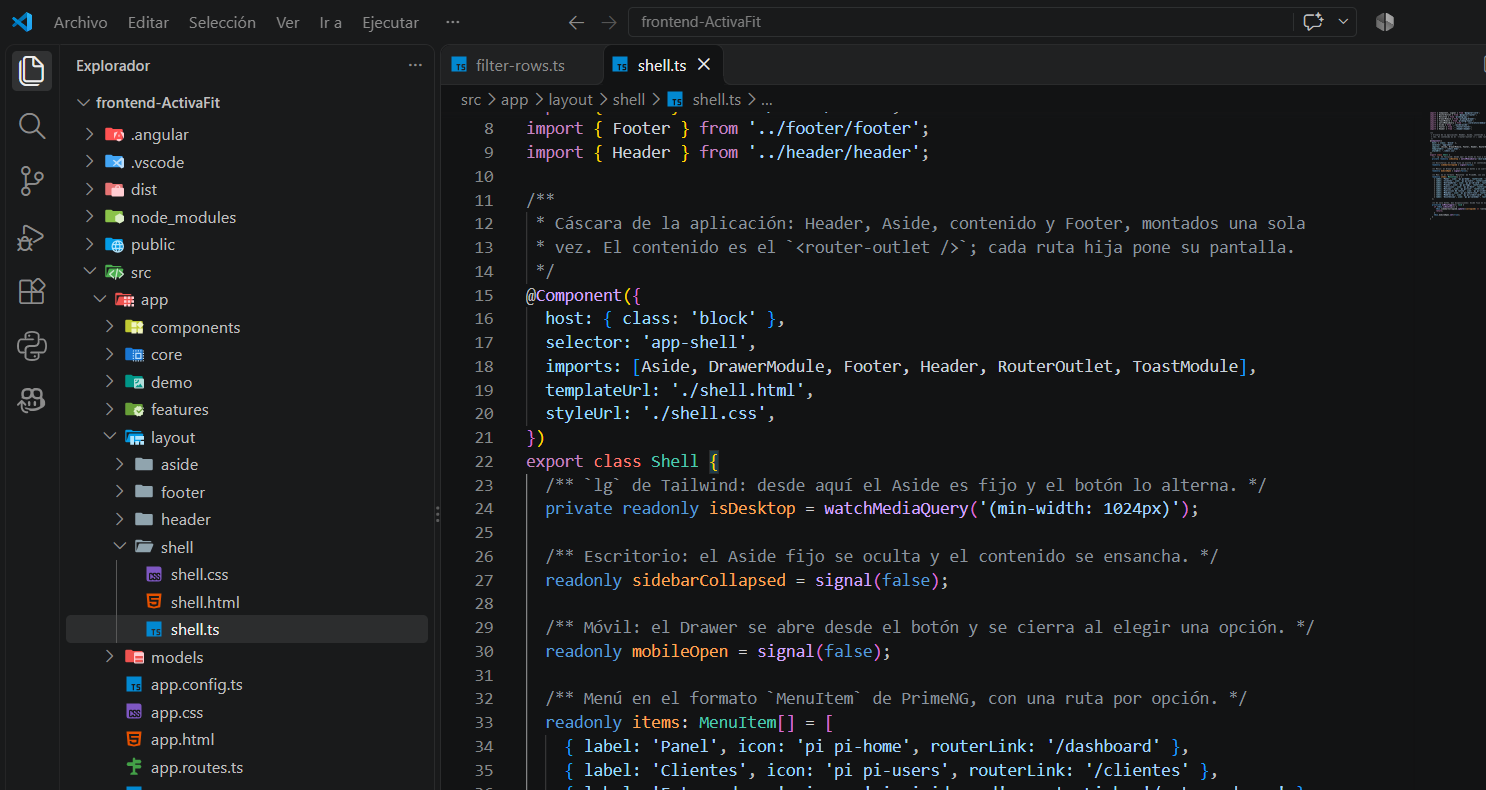 Archivo Editar Selección Ver Ir a Ejecutar ···
frontend-ActivaFit
Explorador ···
frontend-ActivaFit
.angular
.vscode
dist
node_modules
public
src
app
components
core
demo
features
layout
aside
footer
header
shell
shell.css
shell.html
shell.ts
models
app.config.ts
app.css
app.html
app.routes.ts
filter-rows.ts
shell.ts
src > app > layout > shell > shell.ts > ...
8 import { Footer } from '../footer/footer';
9 import { Header } from '../header/header';
10
11 /**
12 * Cáscara de la aplicación: Header, Aside, contenido y Footer, montados una sola
13 * vez. El contenido es el `<router-outlet />`; cada ruta hija pone su pantalla.
14 */
15 @Component({
16 host: { class: 'block' },
17 selector: 'app-shell',
18 imports: [Aside, DrawerModule, Footer, Header, RouterOutlet, ToastModule],
19 templateUrl: './shell.html',
20 styleUrl: './shell.css',
21 })
22 export class Shell {
23 /** `lg` de Tailwind: desde aquí el Aside es fijo y el botón lo alterna. */
24 private readonly isDesktop = watchMediaQuery('(min-width: 1024px)');
25
26 /** Escritorio: el Aside fijo se oculta y el contenido se ensancha. */
27 readonly sidebarCollapsed = signal(false);
28
29 /** Móvil: el Drawer se abre desde el botón y se cierra al elegir una opción. */
30 readonly mobileOpen = signal(false);
31
32 /** Menú en el formato `MenuItem` de PrimeNG, con una ruta por opción. */
33 readonly items: MenuItem[] = [
34 { label: 'Panel', icon: 'pi pi-home', routerLink: '/dashboard' },
35 { label: 'Clientes', icon: 'pi pi-users', routerLink: '/clientes' },